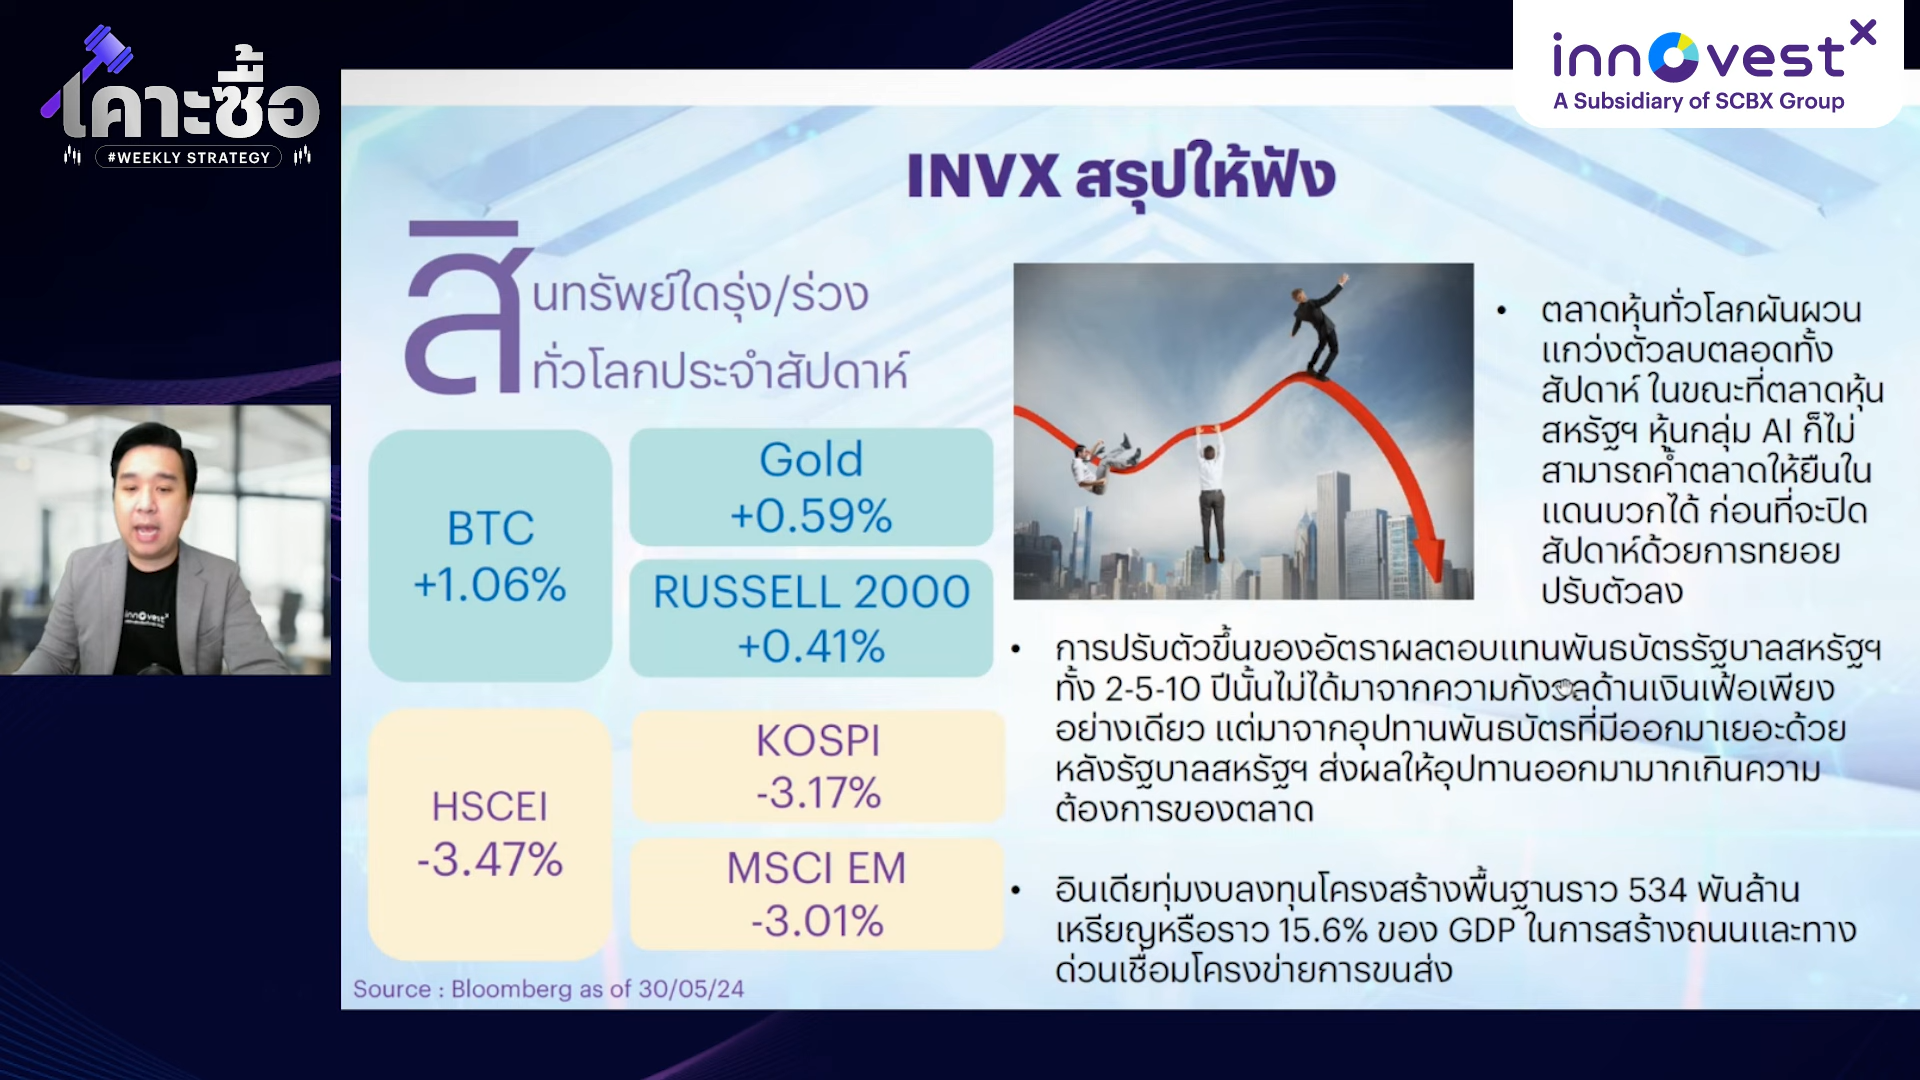 เคาะซื้อ
#WEEKLY STRATEGY
innovestx
A Subsidiary of SCBX Group
INVX สรุปให้ฟัง
สินทรัพย์ใดรุ่ง/ร่วง
ทั่วโลกประจำสัปดาห์
BTC
+1.06%
Gold
+0.59%
RUSSELL 2000
+0.41%
HSCEI
-3.47%
KOSPI
-3.17%
MSCI EM
-3.01%
Source : Bloomberg as of 30/05/24
• ตลาดหุ้นทั่วโลกผันผวน
แกว่งตัวลบตลอดทั้ง
สัปดาห์ ในขณะที่ตลาดหุ้น
สหรัฐฯ หุ้นกลุ่ม AI ก็ไม่
สามารถค้ำตลาดให้ยืนใน
แดนบวกได้ ก่อนที่จะปิด
สัปดาห์ด้วยการทยอย
ปรับตัวลง
• การปรับตัวขึ้นของอัตราผลตอบแทนพันธบัตรรัฐบาลสหรัฐฯ
ทั้ง 2-5-10 ปีนั้นไม่ได้มาจากความกังวลด้านเงินเฟ้อเพียง
อย่างเดียว แต่มาจากอุปทานพันธบัตรที่มีออกมาเยอะด้วย
หลังรัฐบาลสหรัฐฯ ส่งผลให้อุปทานออกมามากเกินความ
ต้องการของตลาด
• อินเดียทุ่มงบลงทุนโครงสร้างพื้นฐานราว 534 พันล้าน
เหรียญหรือราว 15.6% ของ GDP ในการสร้างถนนและทาง
ด่วนเชื่อมโครงข่ายการขนส่ง
innovestx